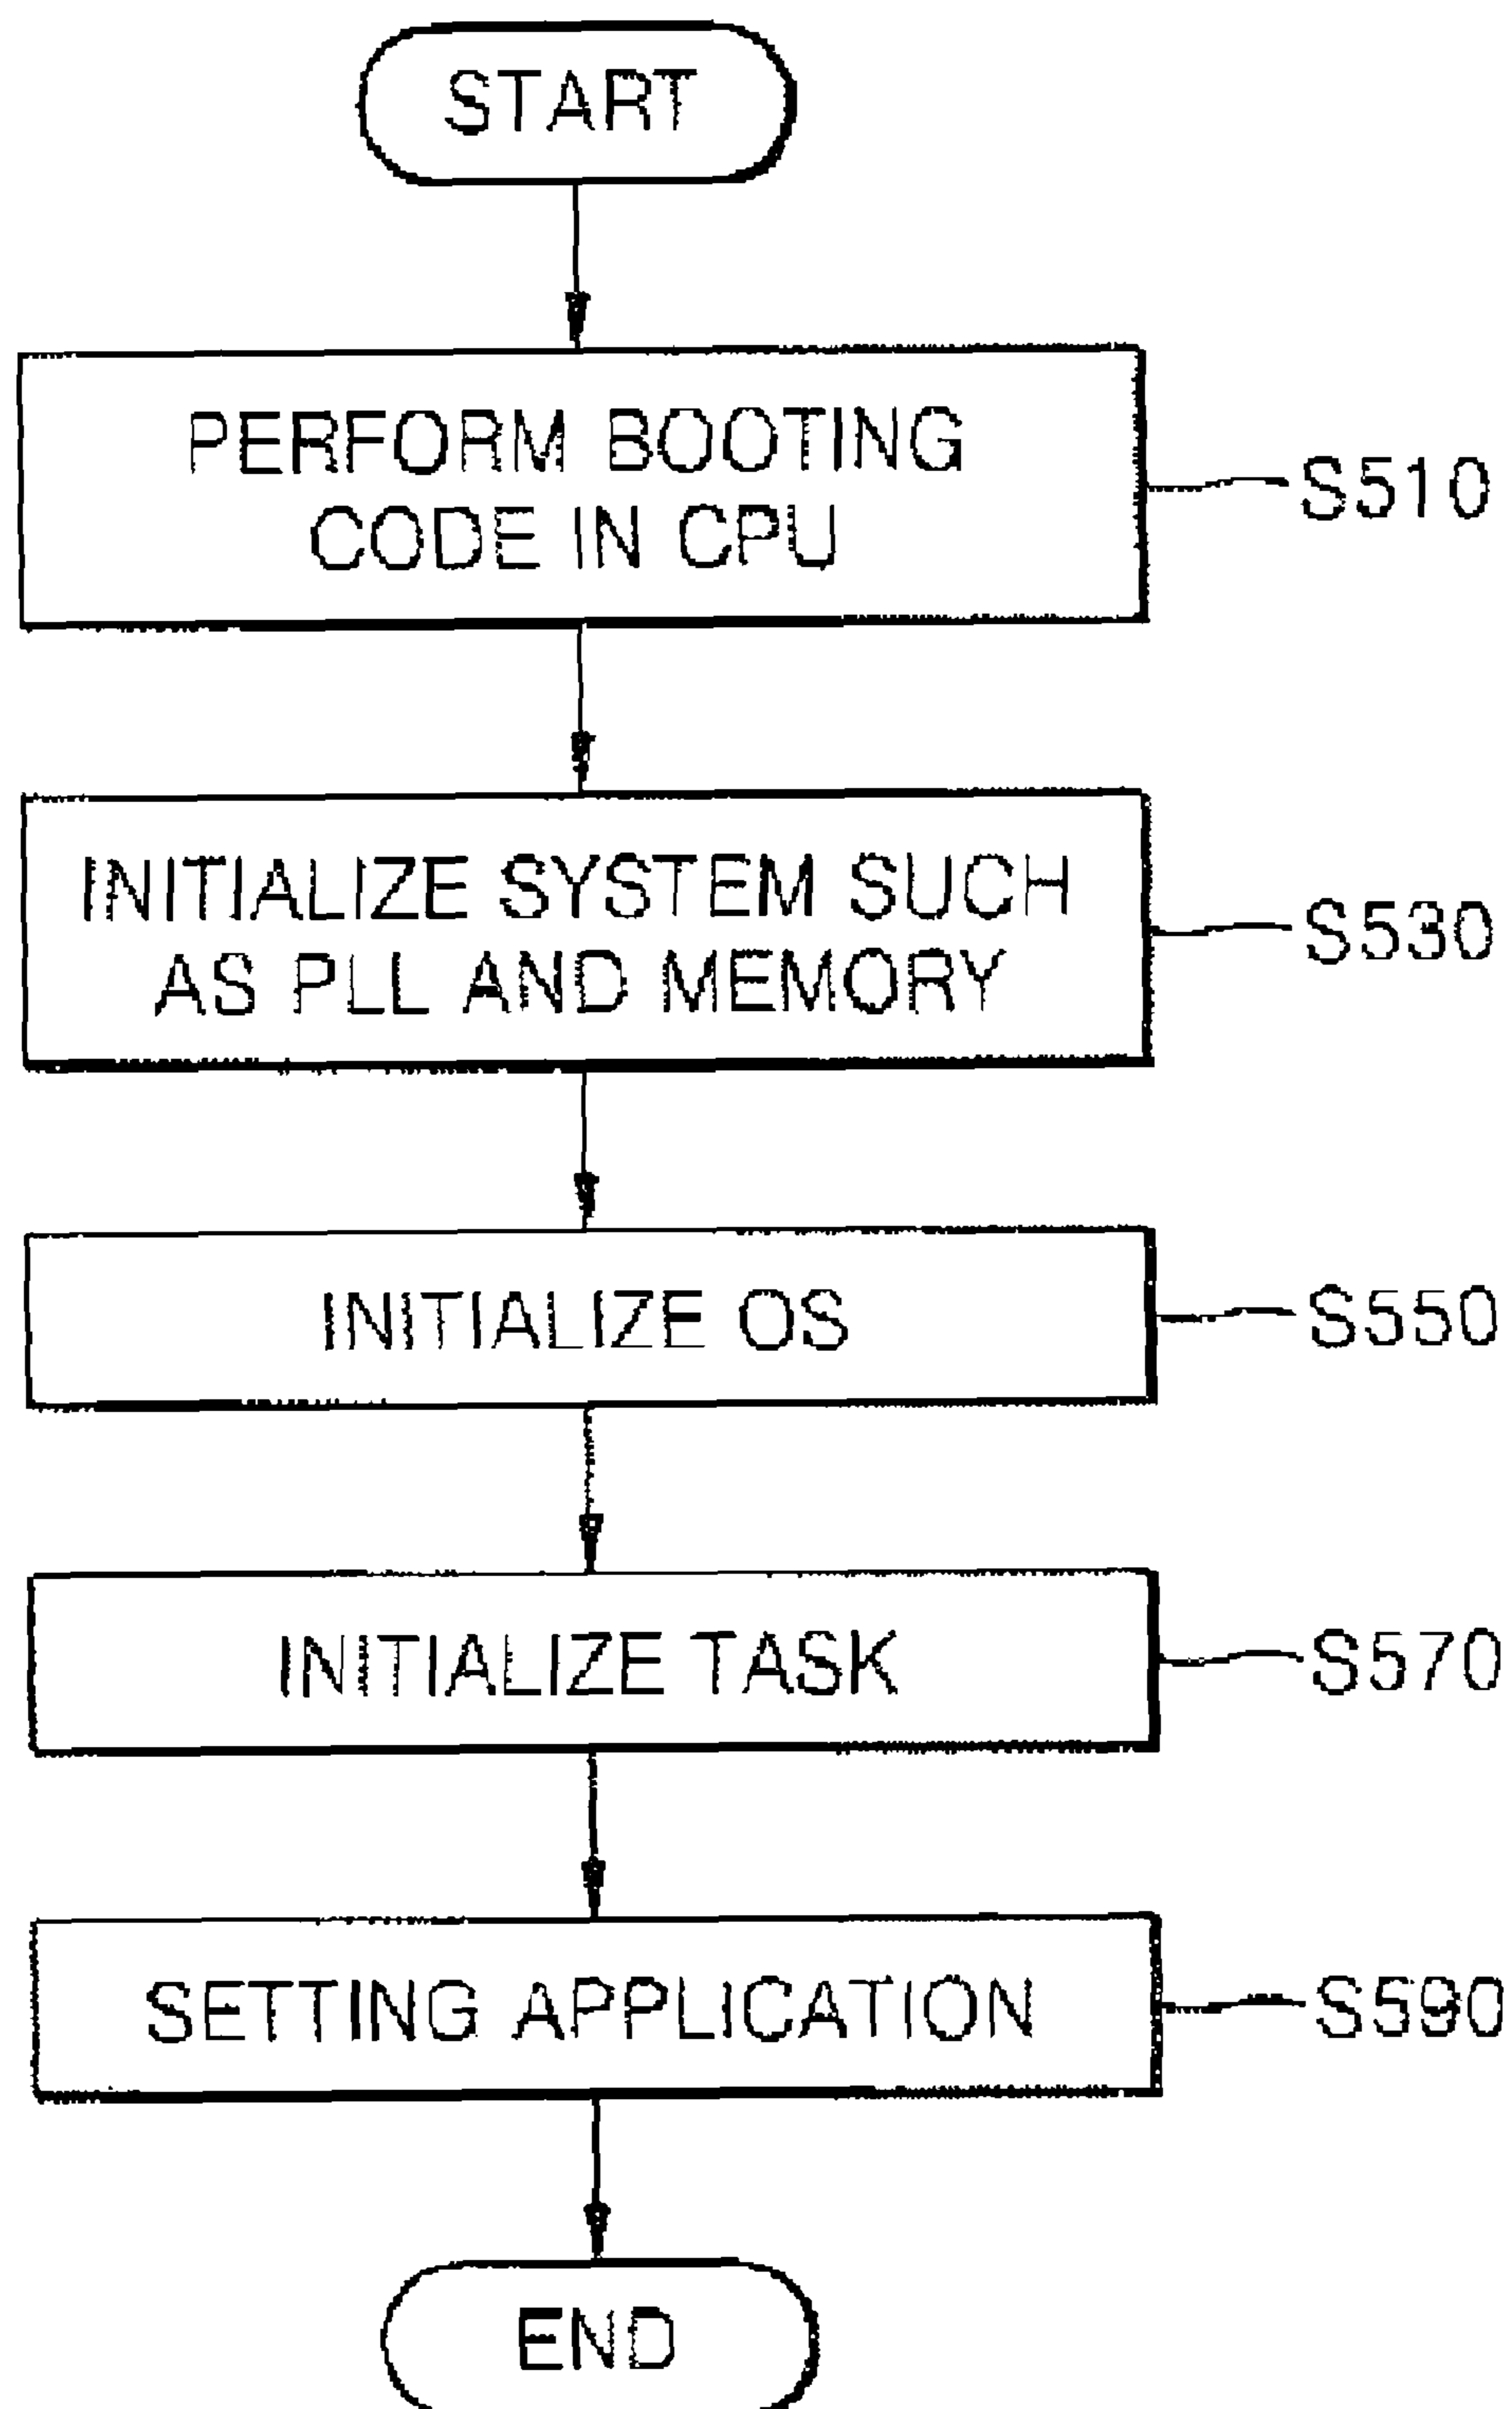 START
PERFORM BOOTING
CODE IN CPU
S510
INITIALIZE SYSTEM SUCH
AS PLL AND MEMORY
S530
INITIALIZE OS
S550
INITIALIZE TASK
S570
SETTING APPLICATION
S590
END